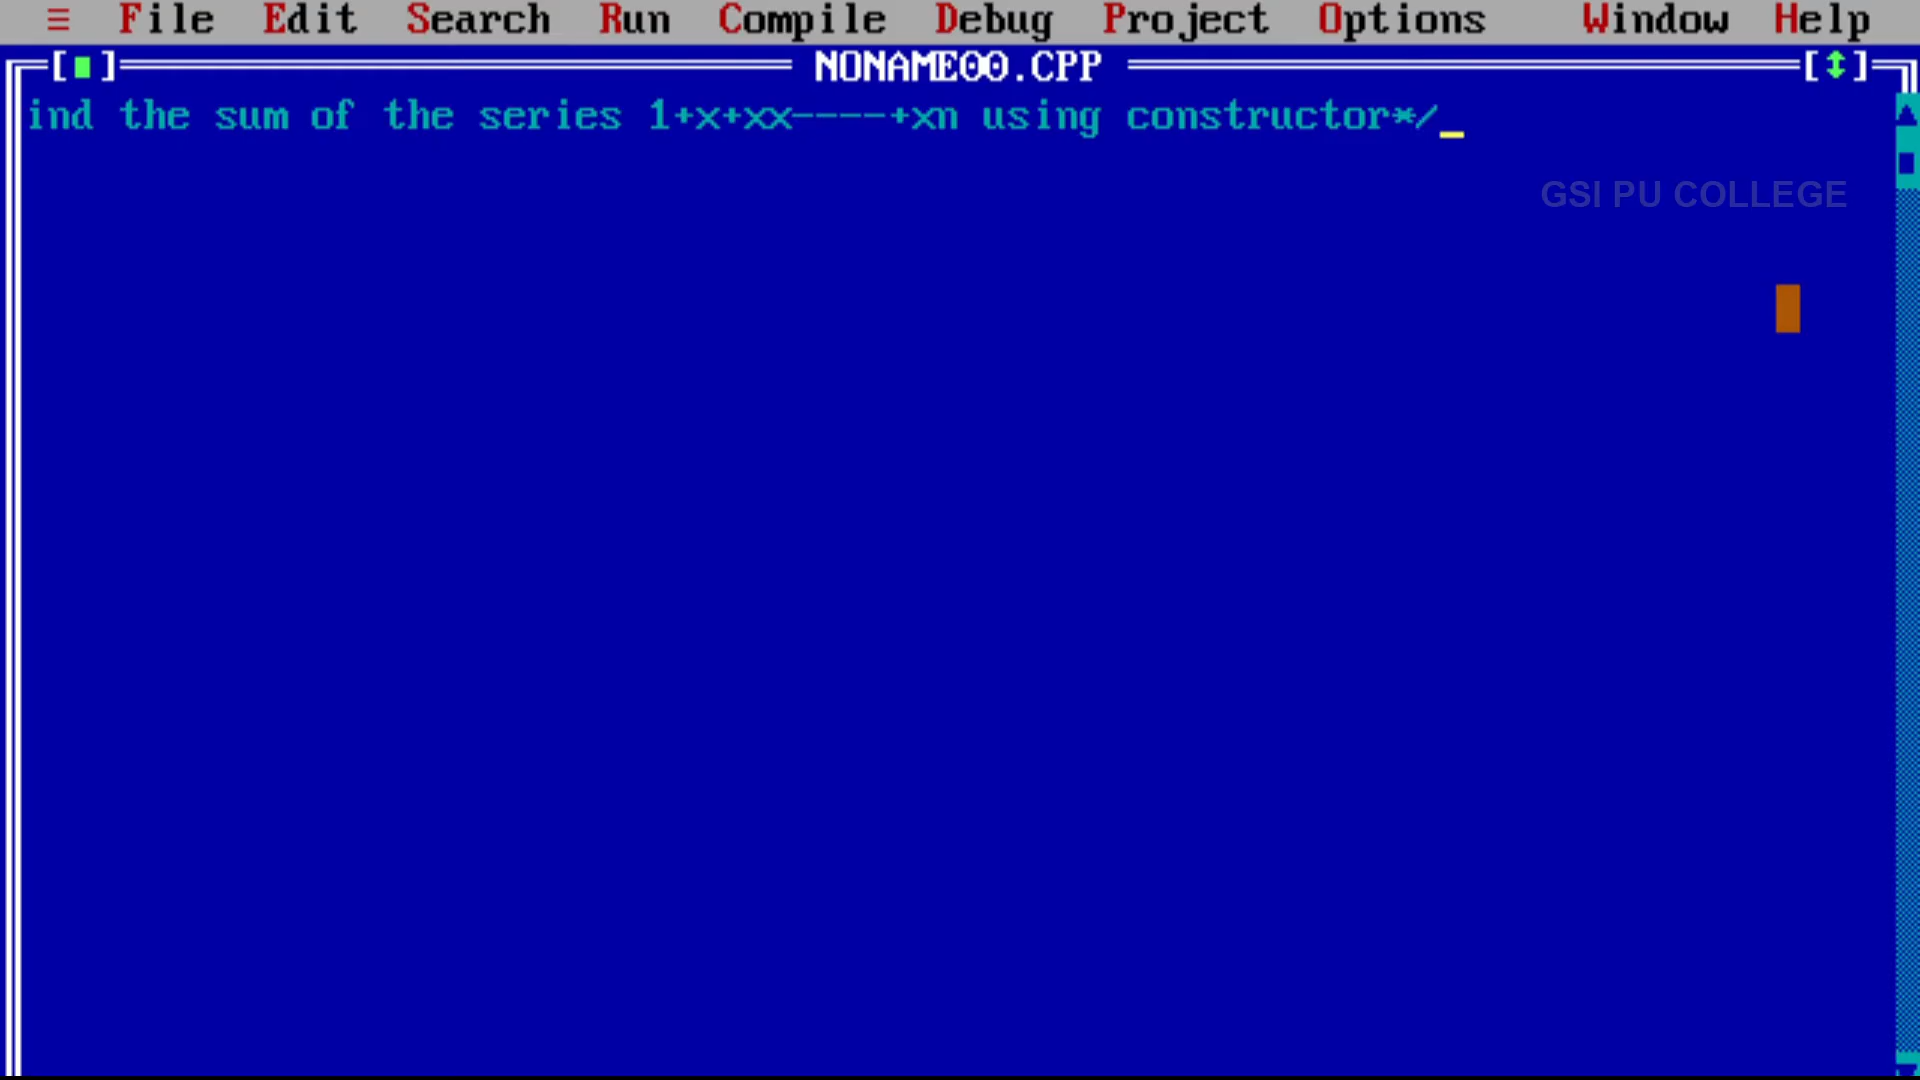 ≡ File Edit Search Run Compile Debug Project Options Window Help
[■] NONAME00.CPP [↕]
ind the sum of the series 1+x+xx----+xn using constructor*/
GSI PU COLLEGE